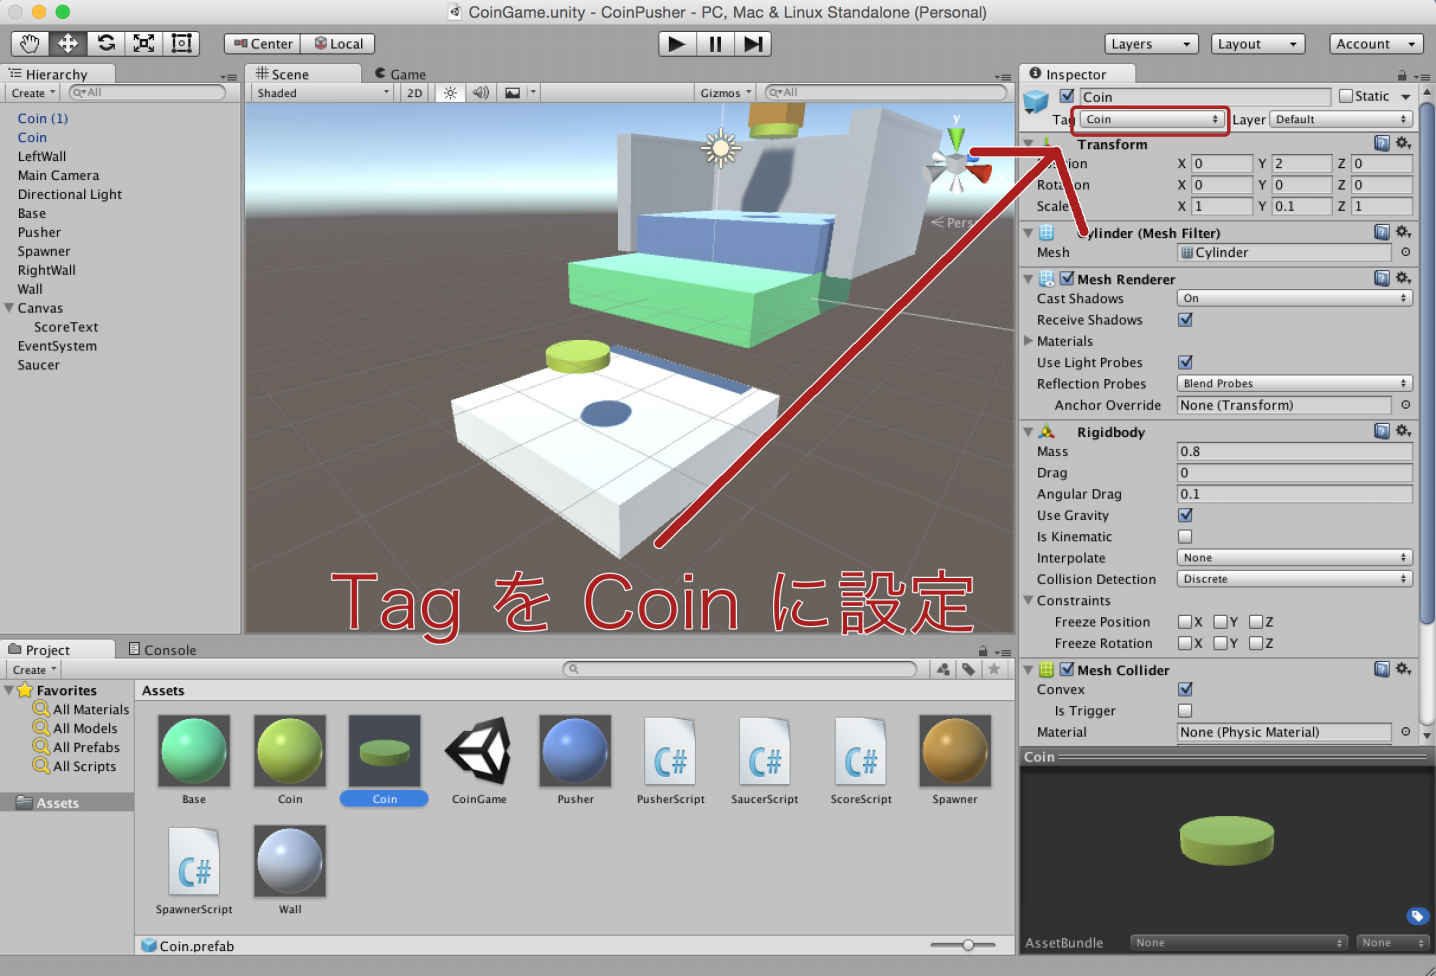 CoinGame.unity - CoinPusher - PC, Mac & Linux Standalone (Personal)
Center Local Layers Layout Account
Hierarchy
Create All
Coin (1)
Coin
LeftWall
Main Camera
Directional Light
Base
Pusher
Spawner
RightWall
Wall
Canvas
ScoreText
EventSystem
Saucer
Scene Game
Shaded 2D Gizmos All
y
Pers
Tag を Coin に設定
Inspector
Coin Static
Tag Coin Layer Default
Transform
X 0 Y 2 Z 0
Rotation X 0 Y 0 Z 0
Scale X 1 Y 0.1 Z 1
Cylinder (Mesh Filter)
Mesh Cylinder
Mesh Renderer
Cast Shadows On
Receive Shadows
Materials
Use Light Probes
Reflection Probes Blend Probes
Anchor Override None (Transform)
Rigidbody
Mass 0.8
Drag 0
Angular Drag 0.1
Use Gravity
Is Kinematic
Interpolate None
Collision Detection Discrete
Constraints
Freeze Position X Y Z
Freeze Rotation X Y Z
Mesh Collider
Convex
Is Trigger
Material None (Physic Material)
Coin
AssetBundle None None
Project Console
Create
Favorites
All Materials
All Models
All Prefabs
All Scripts
Assets
Assets
Base Coin Coin CoinGame Pusher C# PusherScript C# SaucerScript C# ScoreScript Spawner
C# SpawnerScript Wall
Coin.prefab